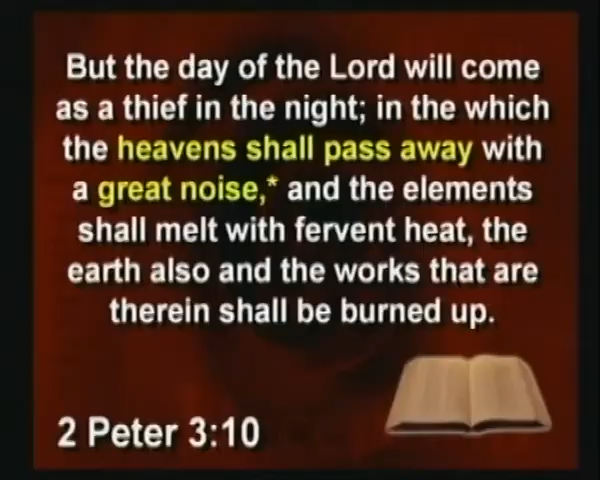 But the day of the Lord will come
as a thief in the night; in the which
the heavens shall pass away with
a great noise,* and the elements
shall melt with fervent heat, the
earth also and the works that are
therein shall be burned up.
2 Peter 3:10